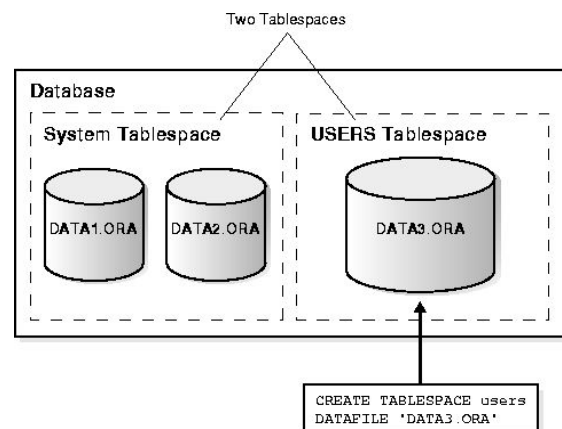 Two Tablespaces
Database
System Tablespace
USERS Tablespace
DATA1.ORA
DATA2.ORA
DATA3.ORA
CREATE TABLESPACE users
DATAFILE 'DATA3.ORA'